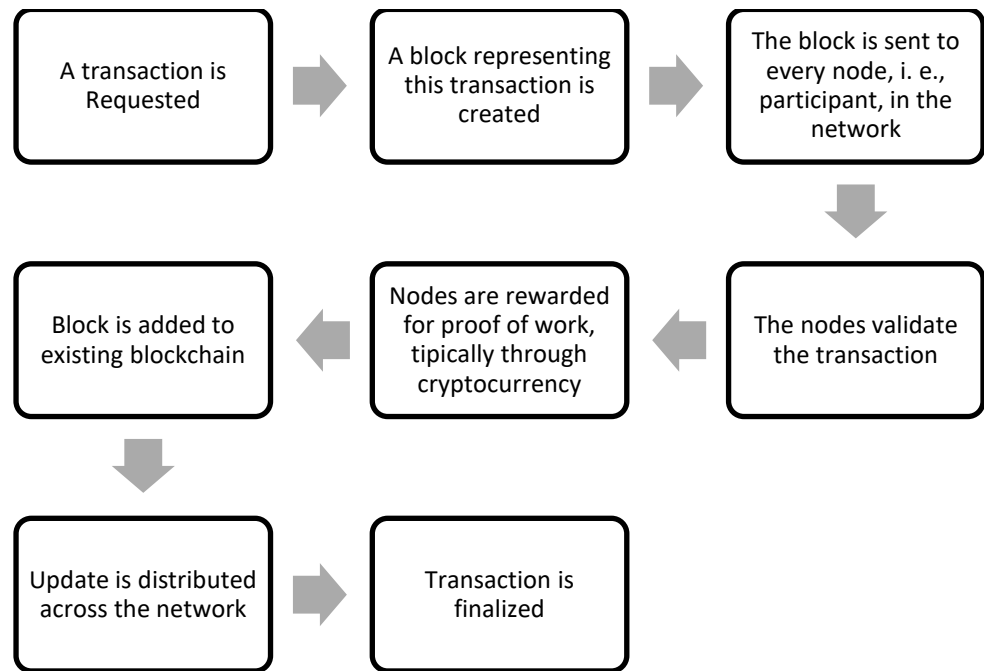 A transaction is
Requested
A block representing
this transaction is
created
The block is sent to
every node, i. e.,
participant, in the
network
The nodes validate
the transaction
Nodes are rewarded
for proof of work,
tipically through
cryptocurrency
Block is added to
existing blockchain
Update is distributed
across the network
Transaction is
finalized